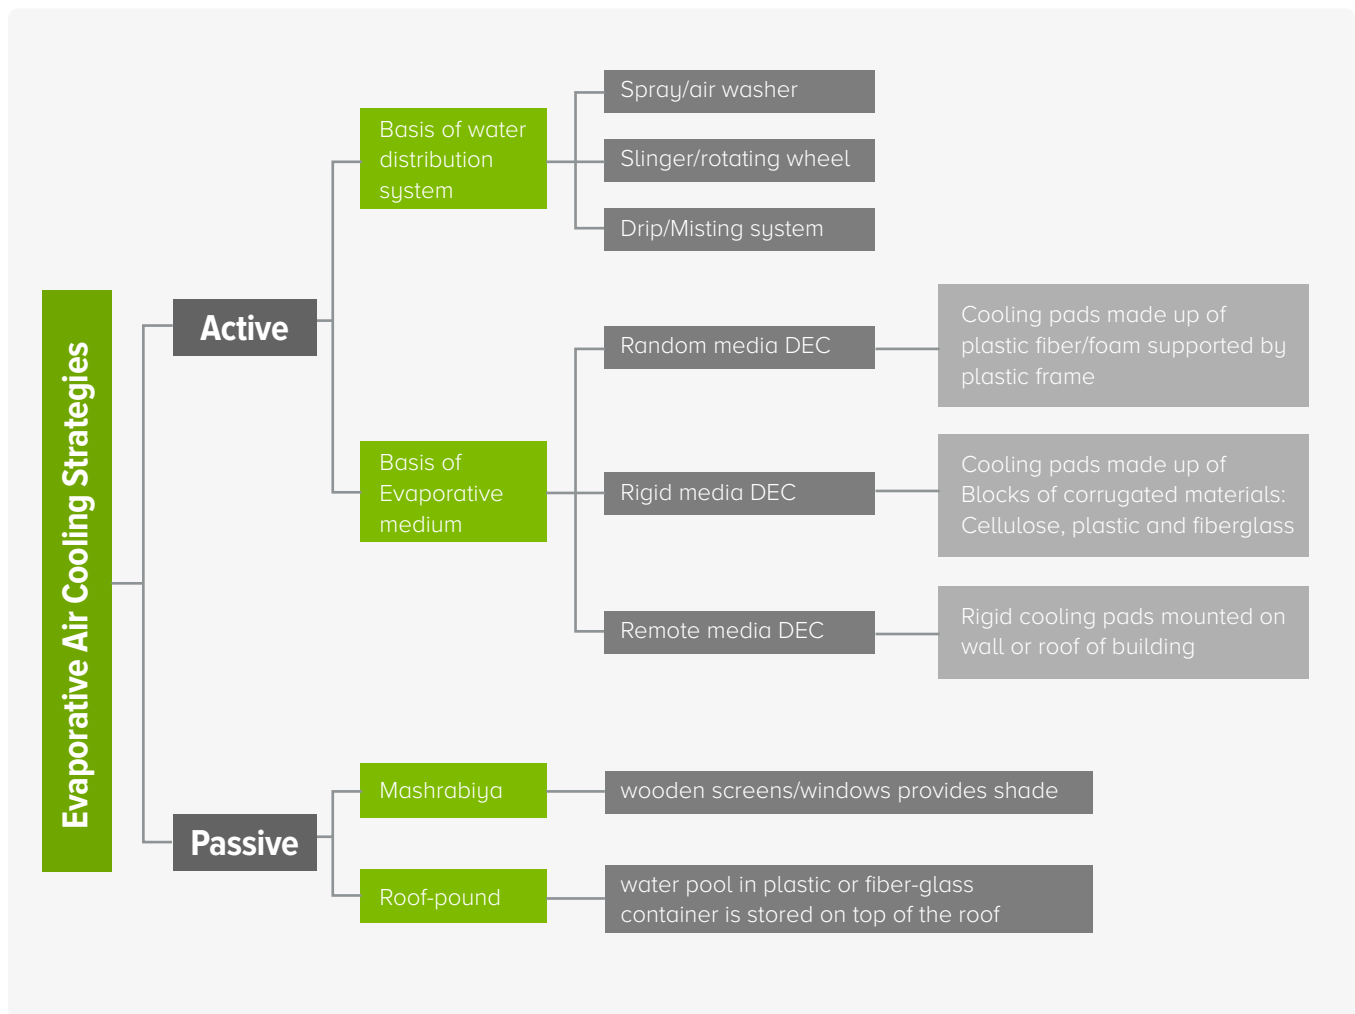 Evaporative Air Cooling Strategies
Active
Basis of water
distribution
system
Spray/air washer
Slinger/rotating wheel
Drip/Misting system
Basis of
Evaporative
medium
Random media DEC
Cooling pads made up of
plastic fiber/foam supported by
plastic frame
Rigid media DEC
Cooling pads made up of
Blocks of corrugated materials:
Cellulose, plastic and fiberglass
Remote media DEC
Rigid cooling pads mounted on
wall or roof of building
Passive
Mashrabiya
wooden screens/windows provides shade
Roof-pound
water pool in plastic or fiber-glass
container is stored on top of the roof